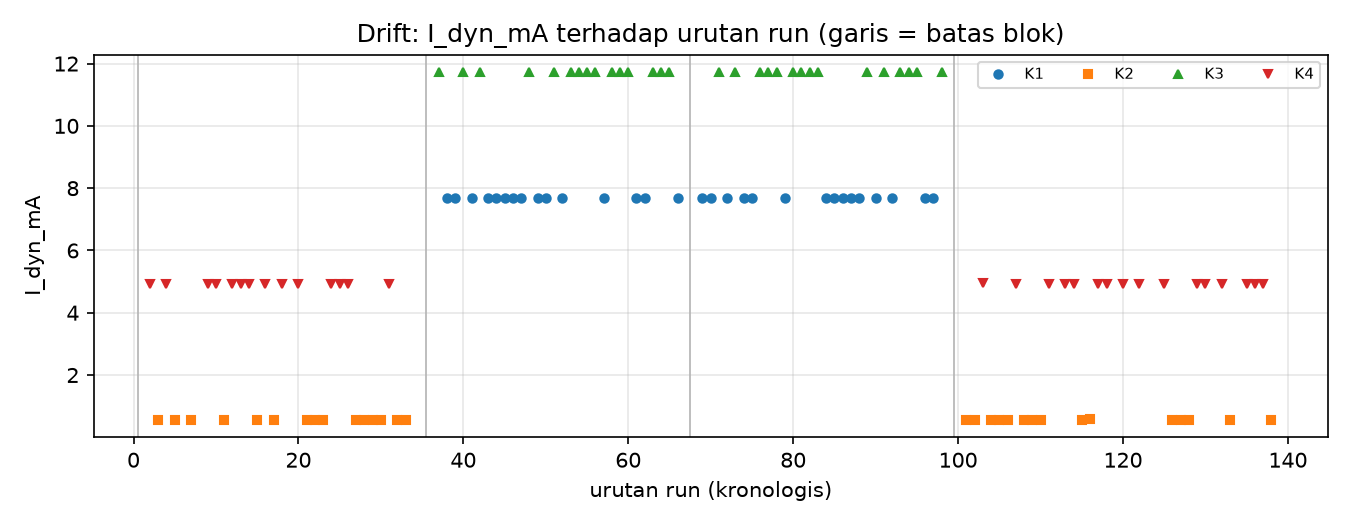 Drift: I_dyn_mA terhadap urutan run (garis = batas blok)
K1 K2 K3 K4
I_dyn_mA
12
10
8
6
4
2
0 20 40 60 80 100 120 140
urutan run (kronologis)